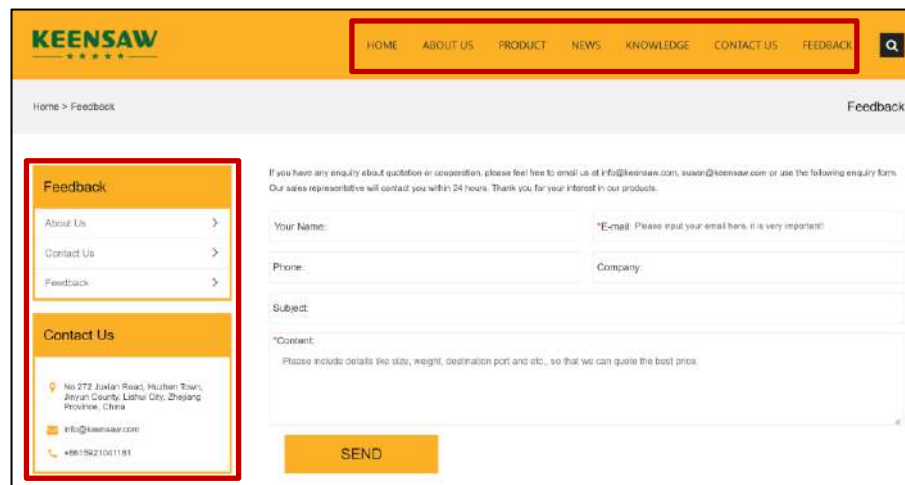 KEENSAW
HOME ABOUT US PRODUCT NEWS KNOWLEDGE CONTACT US FEEDBACK
Home > Feedback
Feedback
Feedback
About Us
Contact Us
Feedback
Contact Us
No 272 Juxian Road, Huzhen Town,
Jinyun County, Lishui City, Zhejiang
Province, China
info@keensaw.com
+8615921041181
If you have any enquiry about quotation or cooperation, please feel free to email us at info@keensaw.com, susan@keensaw.com or use the following enquiry form.
Our sales representative will contact you within 24 hours. Thank you for your interest in our products.
Your Name:
*E-mail: Please input your email here, it is very important!
Phone:
Company:
Subject:
*Content:
Please include details like size, weight, destination port and etc., so that we can quote the best price.
SEND